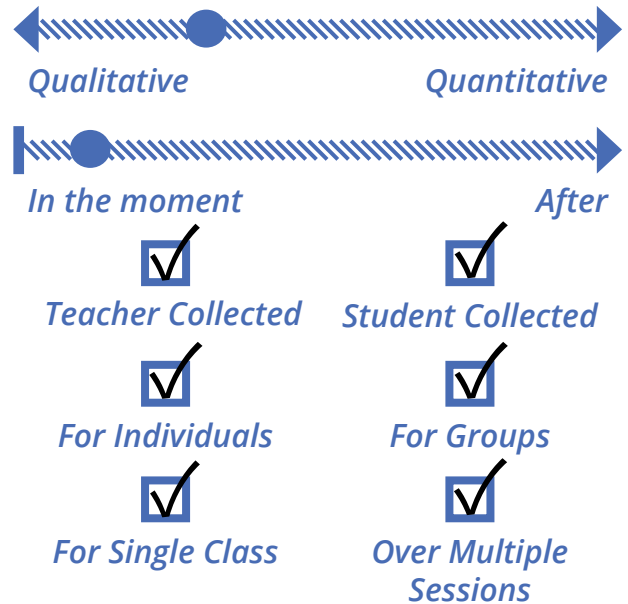 Qualitative Quantitative
In the moment After
Teacher Collected Student Collected
For Individuals For Groups
For Single Class Over Multiple
Sessions